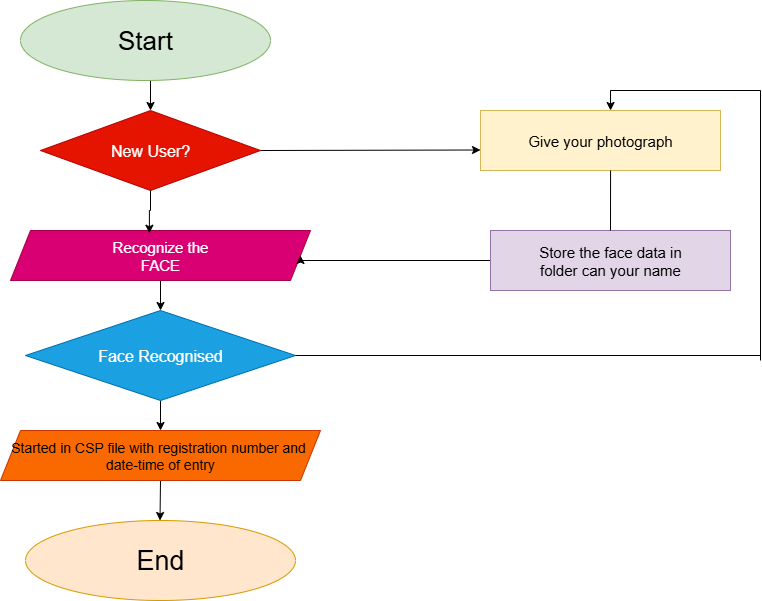 Start
New User?
Give your photograph
Recognize the
FACE
Store the face data in
folder can your name
Face Recognised
Started in CSP file with registration number and
date-time of entry
End